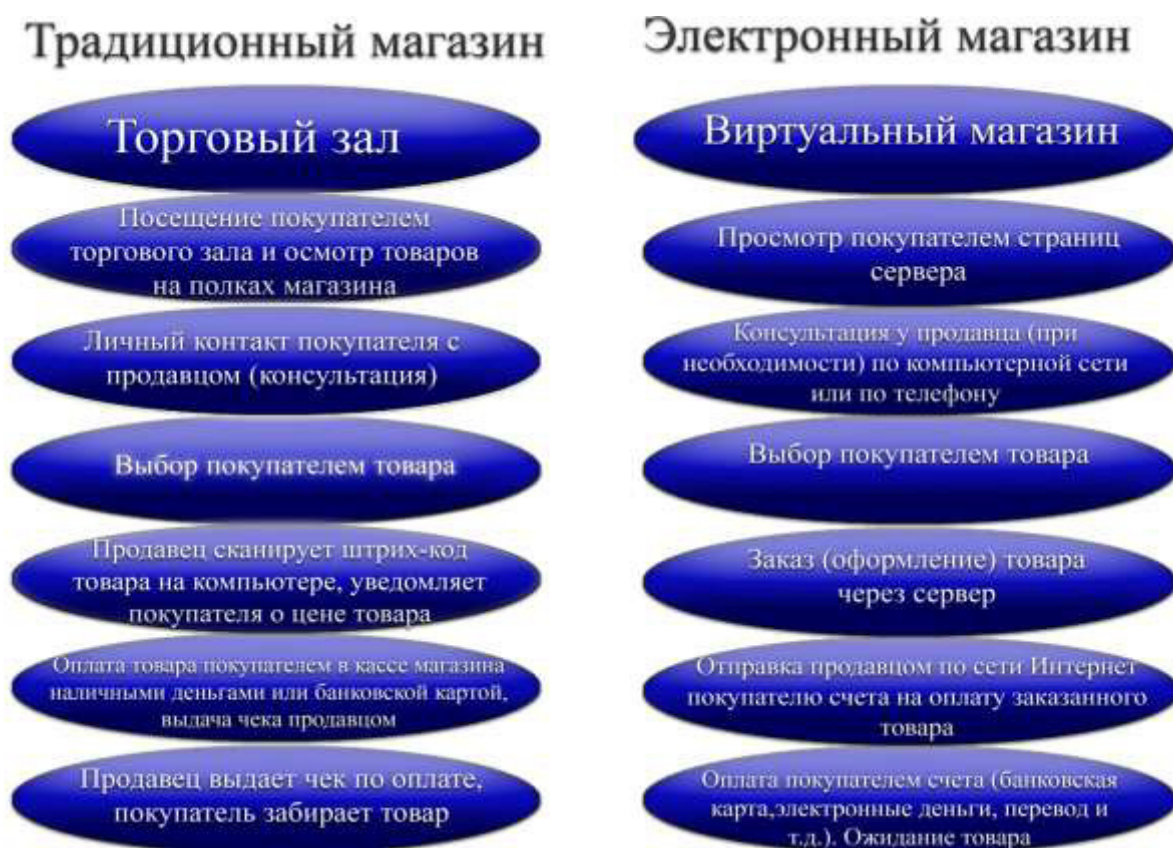 Традиционный магазин
Торговый зал
Посещение покупателем
торгового зала и осмотр товаров
на полках магазина
Личный контакт покупателя с
продавцом (консультация)
Выбор покупателем товара
Продавец сканирует штрих-код
товара на компьютере, уведомляет
покупателя о цене товара
Оплата товара покупателем в кассе магазина
наличными деньгами или банковской картой,
выдача чека продавцом
Продавец выдает чек по оплате,
покупатель забирает товар
Электронный магазин
Виртуальный магазин
Просмотр покупателем страниц
сервера
Консультация у продавца (при
необходимости) по компьютерной сети
или по телефону
Выбор покупателем товара
Заказ (оформление) товара
через сервер
Отправка продавцом по сети Интернет
покупателю счета на оплату заказанного
товара
Оплата покупателем счета (банковская
карта,электронные деньги, перевод и
т.д.). Ожидание товара